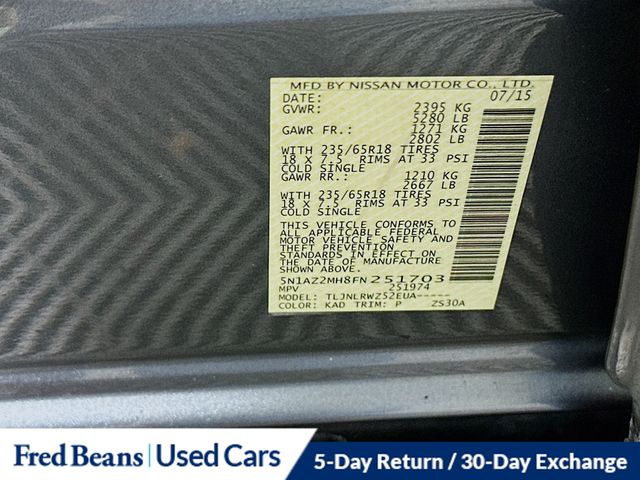 MFD BY NISSAN MOTOR CO., LTD.
DATE: 07/15
GVWR: 2395 KG
5280 LB
GAWR FR.: 1271 KG
2802 LB
WITH 235/65R18 TIRES
18 X 7.5 RIMS AT 33 PSI
COLD SINGLE
GAWR RR.: 1210 KG
2667 LB
WITH 235/65R18 TIRES
18 X 7.5 RIMS AT 33 PSI
COLD SINGLE
THIS VEHICLE CONFORMS TO
ALL APPLICABLE FEDERAL
MOTOR VEHICLE SAFETY AND
THEFT PREVENTION
STANDARDS IN EFFECT ON
THE DATE OF MFR SHOWN ABOVE.
5N1AZ2MH8FN251703
MPV 251974
MODEL: TLJNLRWZ52EUA-----
COLOR: KAD TRIM: P ZS30A
Fred Beans | Used Cars
5-Day Return / 30-Day Exchange